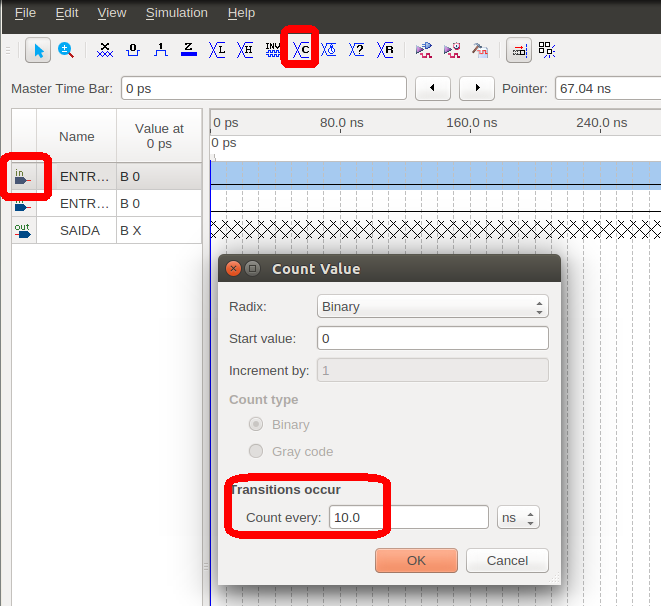 File Edit View Simulation Help
X 0 1 Z L H INV C ? R
Master Time Bar: 0 ps Pointer: 67.04 ns
Name Value at 0 ps
0 ps 80.0 ns 160.0 ns 240.0 ns
0 ps
in ENTR... B 0
in ENTR... B 0
out SAIDA B X
Count Value
Radix: Binary
Start value: 0
Increment by: 1
Count type
Binary
Gray code
Transitions occur
Count every: 10.0 ns
OK Cancel